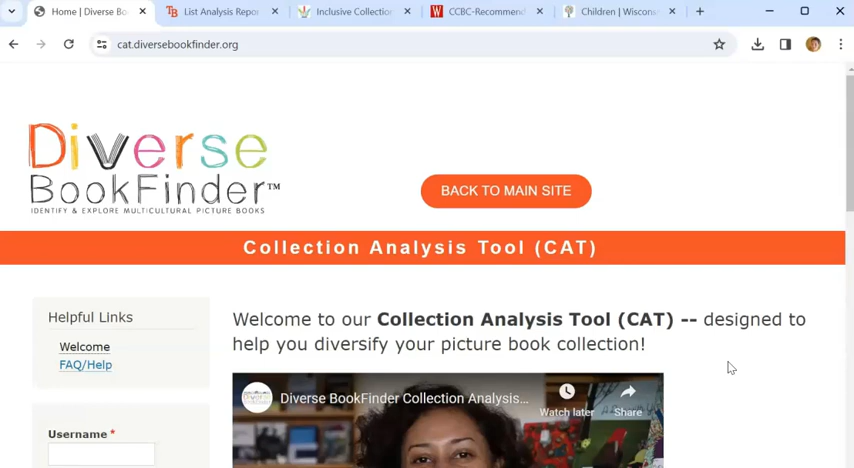 Home | Diverse Bo
List Analysis Repor
Inclusive Collection
CCBC-Recommend
Children | Wiscons
cat.diversebookfinder.org
Diverse
BookFinder™
IDENTIFY & EXPLORE MULTICULTURAL PICTURE BOOKS
BACK TO MAIN SITE
Collection Analysis Tool (CAT)
Helpful Links
Welcome
FAQ/Help
Username *
Welcome to our Collection Analysis Tool (CAT) -- designed to
help you diversify your picture book collection!
Diverse BookFinder Collection Analysis...
Watch later
Share